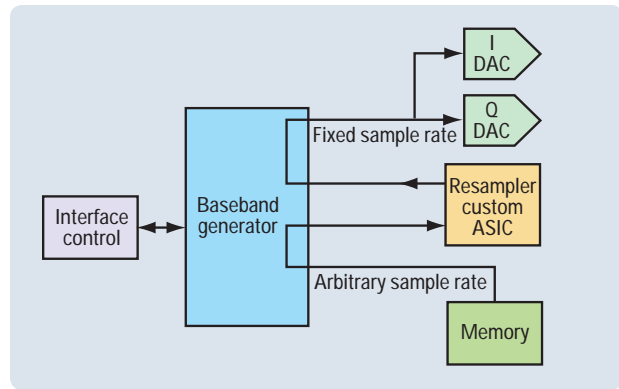 I
DAC
Q
DAC
Fixed sample rate
Resampler
custom
ASIC
Baseband
generator
Interface
control
Arbitrary sample rate
Memory